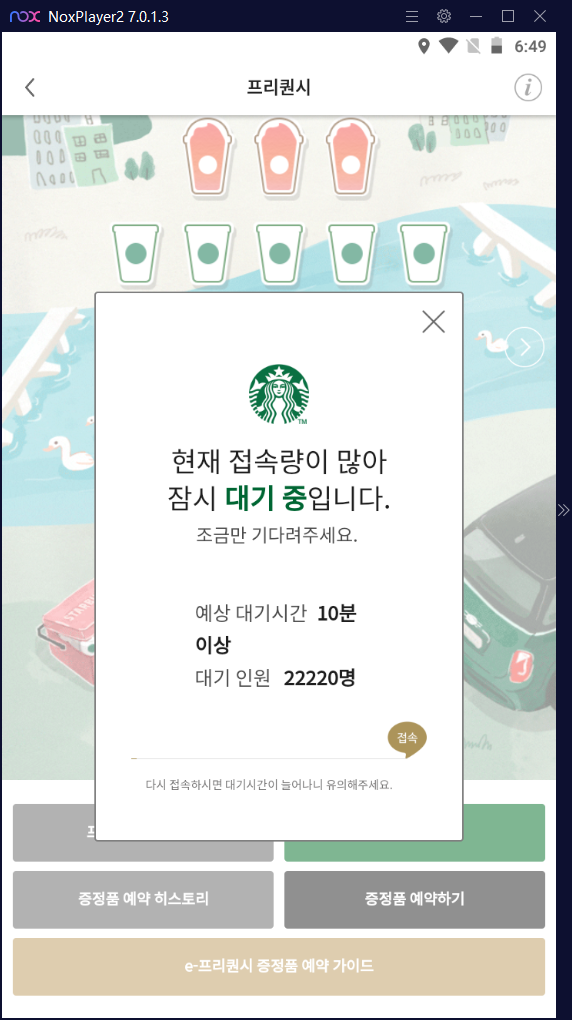 nox NoxPlayer2 7.0.1.3
6:49
프리퀀시
i
현재 접속량이 많아
잠시 대기 중입니다.
조금만 기다려주세요.
예상 대기시간 10분
이상
대기 인원 22220명
접속
다시 접속하시면 대기시간이 늘어나니 유의해주세요.
증정품 예약 히스토리
증정품 예약하기
e-프리퀀시 증정품 예약 가이드